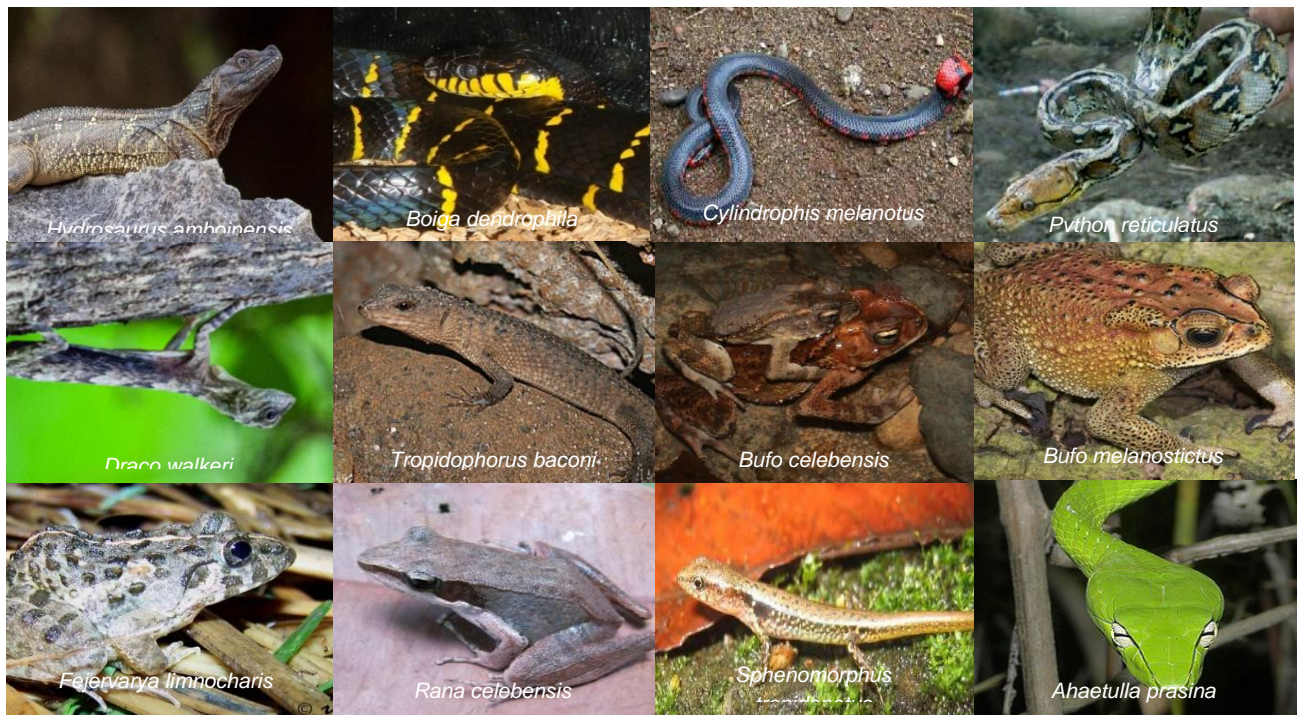 Hydrosaurus amboinensis
Boiga dendrophila
Cylindrophis melanotus
Python reticulatus
Draco walkeri
Tropidophorus baconi
Bufo celebensis
Bufo melanostictus
Fejervarya limnocharis
Rana celebensis
Sphenomorphus
Ahaetulla prasina
©